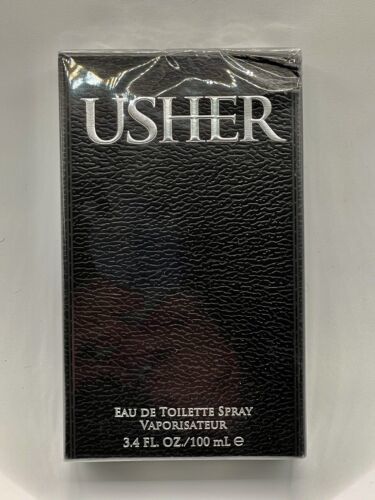 USHER
EAU DE TOILETTE SPRAY
VAPORISATEUR
3.4 FL. OZ./100 mL ℮